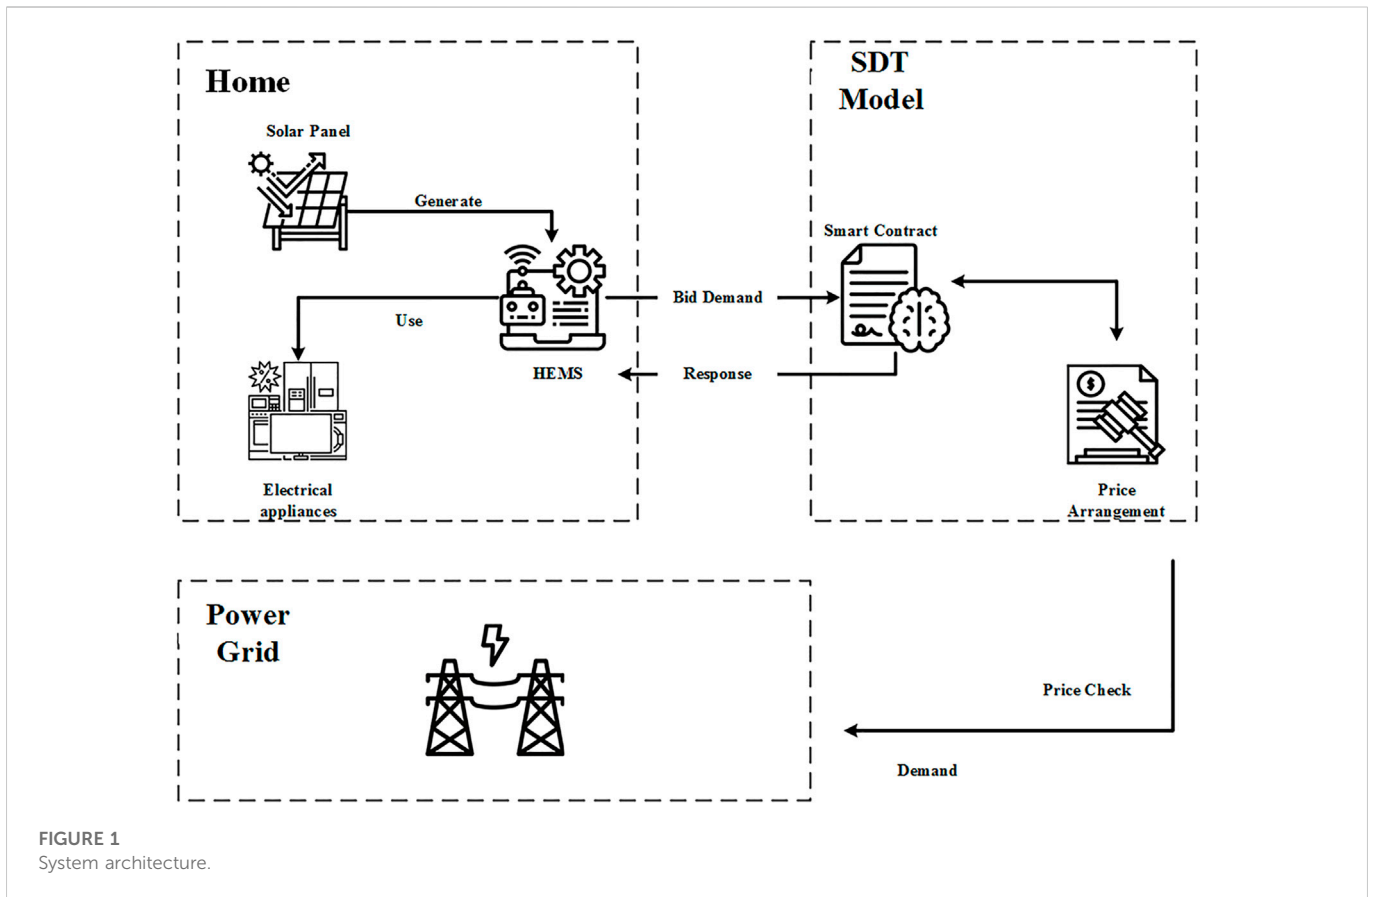 Home
Solar Panel
Generate
Use
HEMS
Electrical
appliances
Bid Demand
Response
SDT
Model
Smart Contract
$
Price
Arrangement
Power
Grid
Price Check
Demand
FIGURE 1
System architecture.